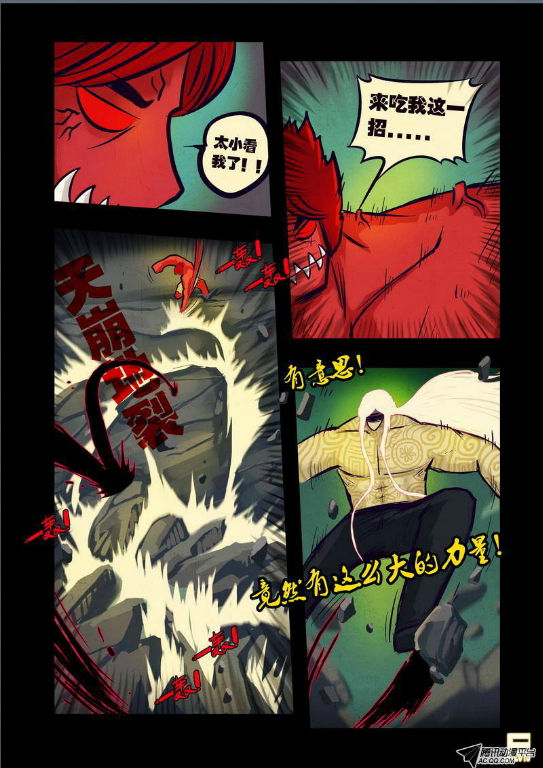 太小看
我了！！
来吃我这一
招.....
轰!
轰!
天崩地裂
轰!
轰!
轰!
有意思!
竟然有这么大的力量!
腾讯动漫平台
AC.QQ.COM